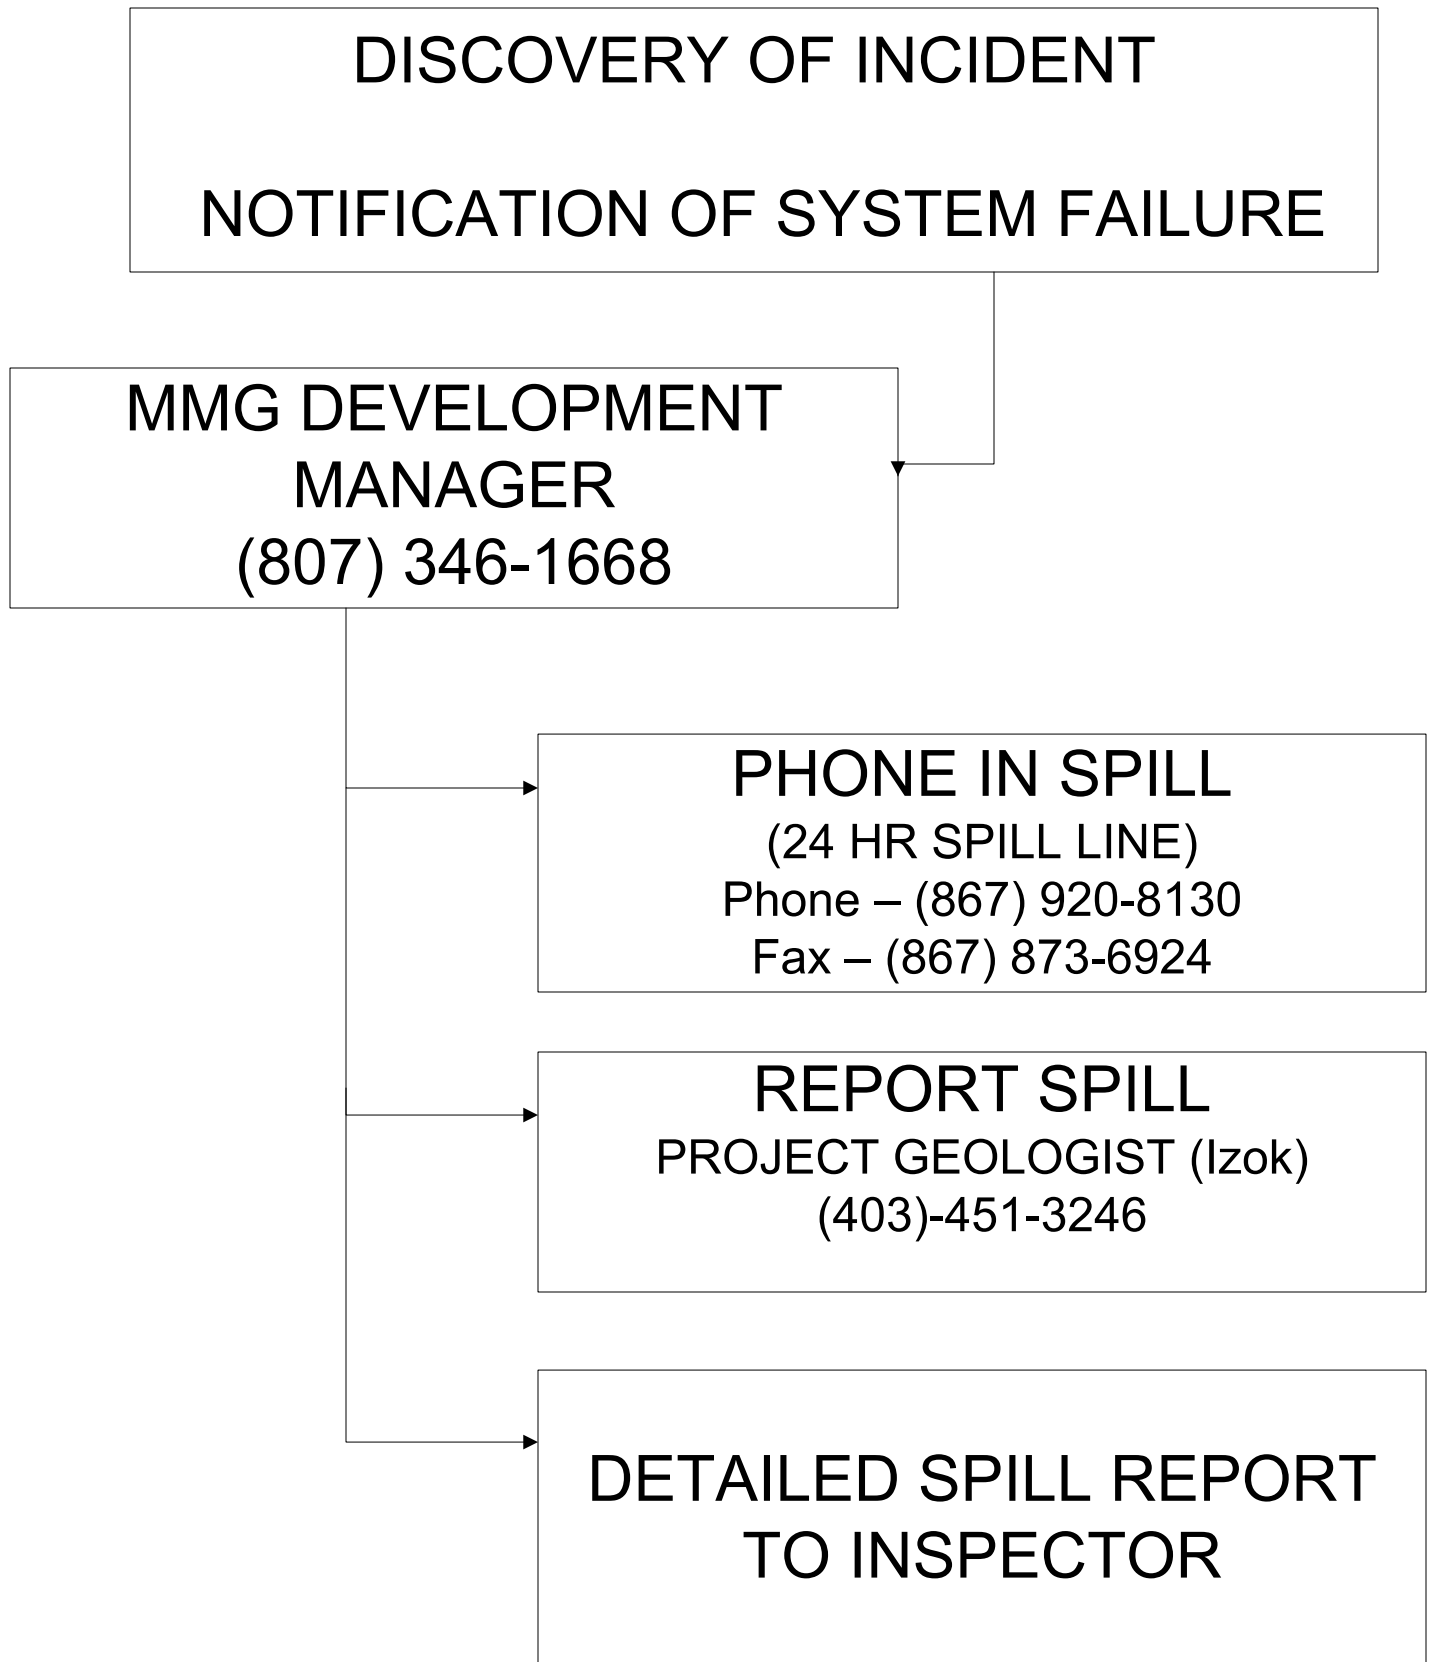 DISCOVERY OF INCIDENT
NOTIFICATION OF SYSTEM FAILURE
MMG DEVELOPMENT
MANAGER
(807) 346-1668
PHONE IN SPILL
(24 HR SPILL LINE)
Phone – (867) 920-8130
Fax – (867) 873-6924
REPORT SPILL
PROJECT GEOLOGIST (Izok)
(403)-451-3246
DETAILED SPILL REPORT
TO INSPECTOR